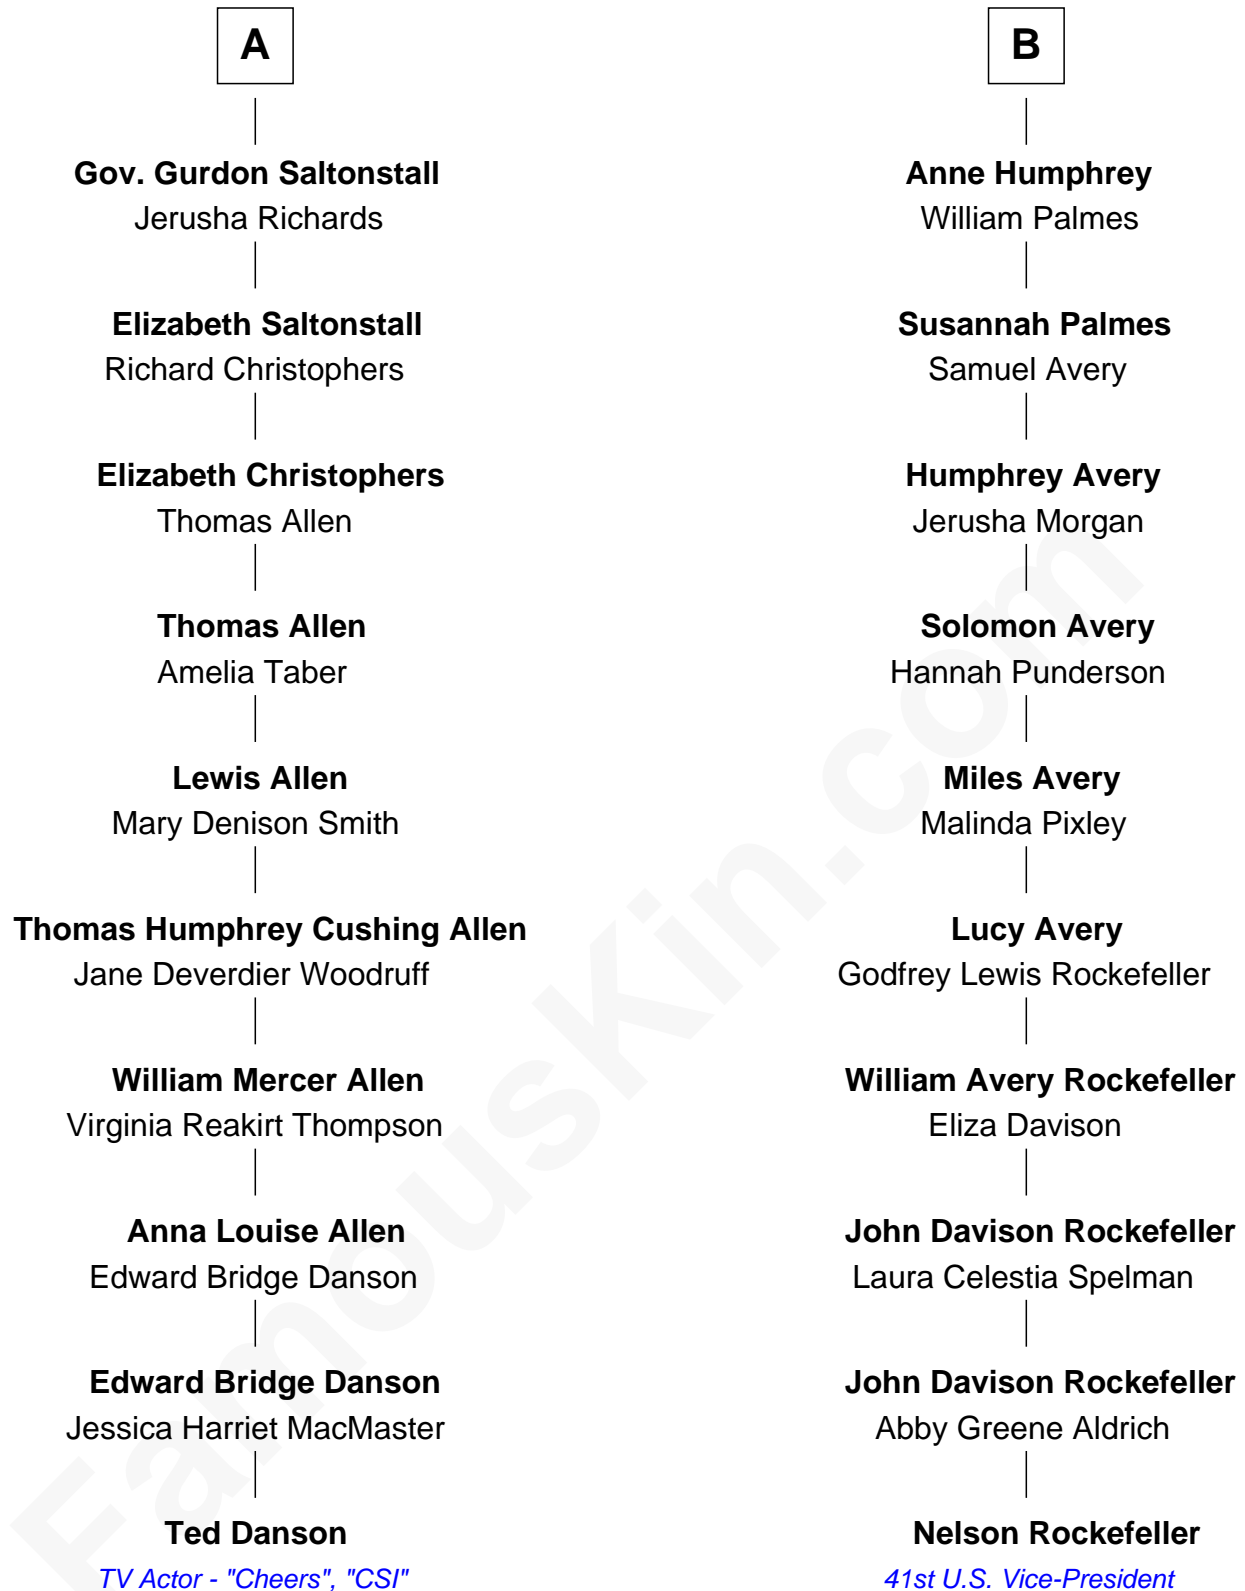 A
Gov. Gurdon Saltonstall
Jerusha Richards
Elizabeth Saltonstall
Richard Christophers
Elizabeth Christophers
Thomas Allen
Thomas Allen
Amelia Taber
Lewis Allen
Mary Denison Smith
Thomas Humphrey Cushing Allen
Jane Deverdier Woodruff
William Mercer Allen
Virginia Reakirt Thompson
Anna Louise Allen
Edward Bridge Danson
Edward Bridge Danson
Jessica Harriet MacMaster
Ted Danson
TV Actor - "Cheers", "CSI"
B
Anne Humphrey
William Palmes
Susannah Palmes
Samuel Avery
Humphrey Avery
Jerusha Morgan
Solomon Avery
Hannah Punderson
Miles Avery
Malinda Pixley
Lucy Avery
Godfrey Lewis Rockefeller
William Avery Rockefeller
Eliza Davison
John Davison Rockefeller
Laura Celestia Spelman
John Davison Rockefeller
Abby Greene Aldrich
Nelson Rockefeller
41st U.S. Vice-President
FamousKin.com